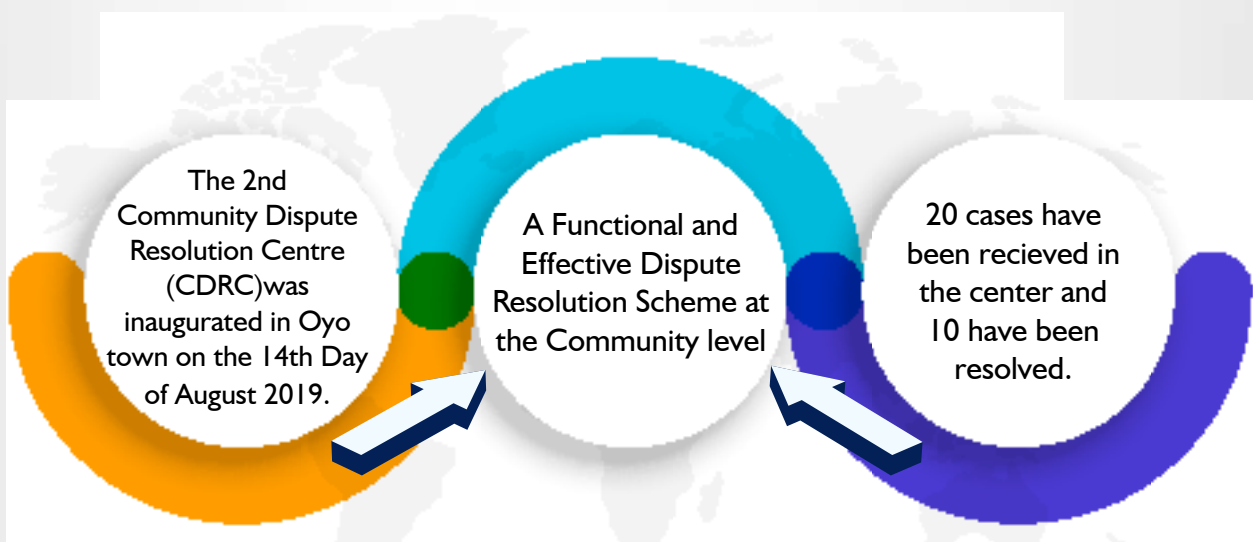 The 2nd
Community Dispute
Resolution Centre
(CDRC)was
inaugurated in Oyo
town on the 14th Day
of August 2019.
A Functional and
Effective Dispute
Resolution Scheme at
the Community level
20 cases have
been recieved in
the center and
10 have been
resolved.